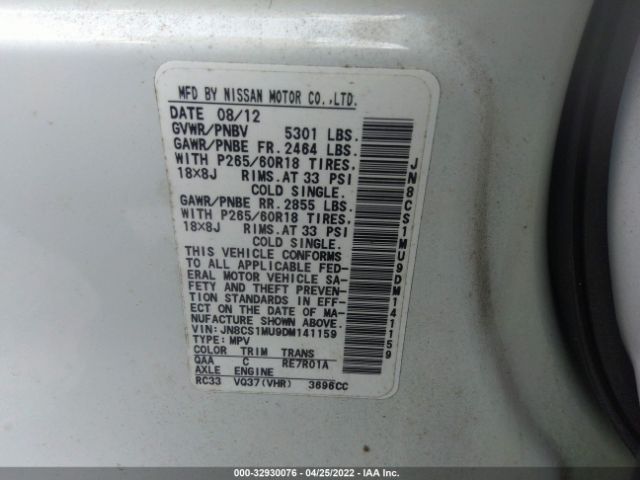 MFD BY NISSAN MOTOR CO.,LTD.
DATE 08/12
GVWR/PNBV 5301 LBS.
GAWR/PNBE FR. 2464 LBS.
WITH P265/60R18 TIRES.
18X8J RIMS.AT 33 PSI
COLD SINGLE.
GAWR/PNBE RR. 2855 LBS.
WITH P265/60R18 TIRES.
18X8J RIMS.AT 33 PSI
COLD SINGLE.
THIS VEHICLE CONFORMS
TO ALL APPLICABLE FED-
ERAL MOTOR VEHICLE SA-
FETY AND THEFT PREVEN-
TION STANDARDS IN EFF-
ECT ON THE DATE OF MA-
NUFACTURE SHOWN ABOVE.
VIN: JN8CS1MU9DM141159
TYPE: MPV
COLOR TRIM TRANS
QAA C RE7R01A
AXLE ENGINE
RC33 VQ37(VHR) 3696CC
JN8CS1MU9DM141159
000-32930076 - 04/25/2022 - IAA Inc.